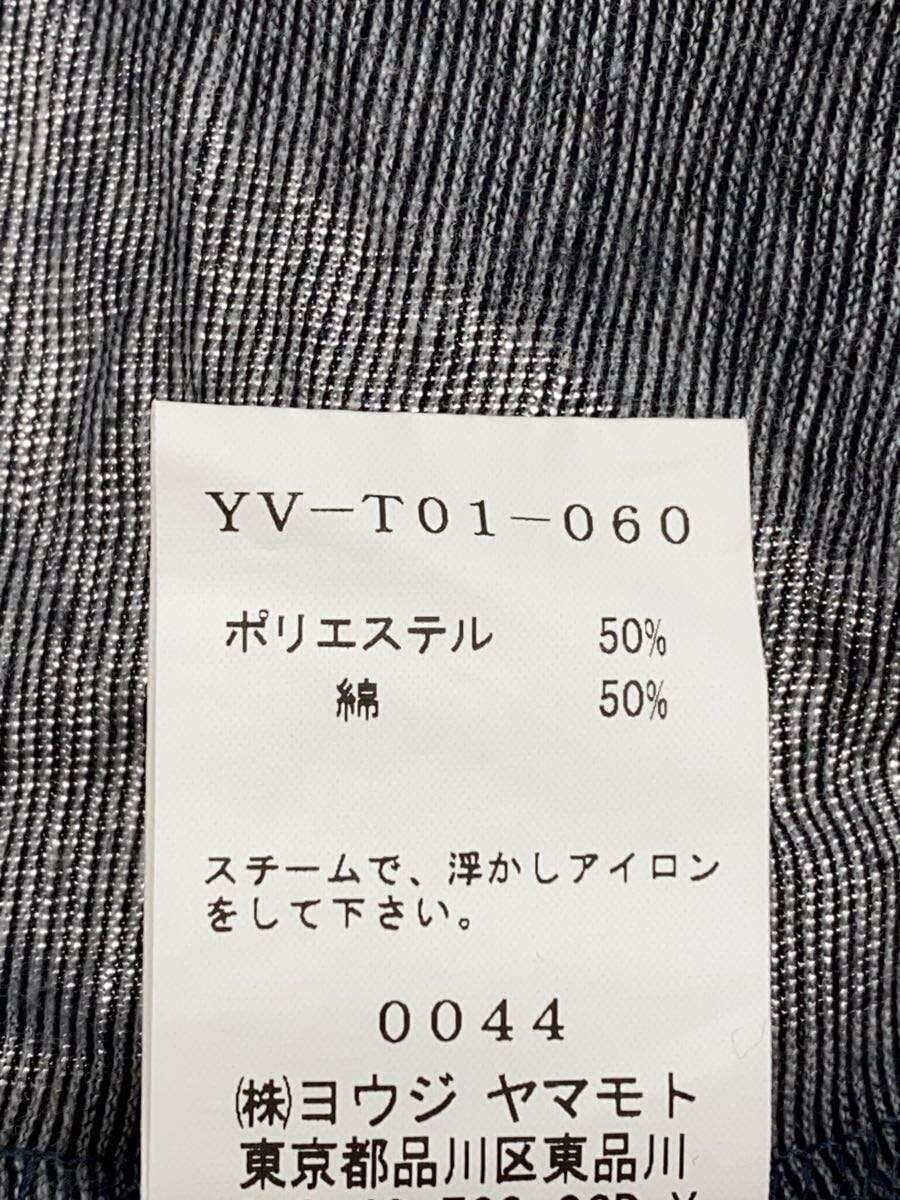 YV-T01-060
ポリエステル 50%
綿 50%
スチームで、浮かしアイロン
をして下さい。
0044
(株)ヨウジ ヤマモト
東京都品川区東品川